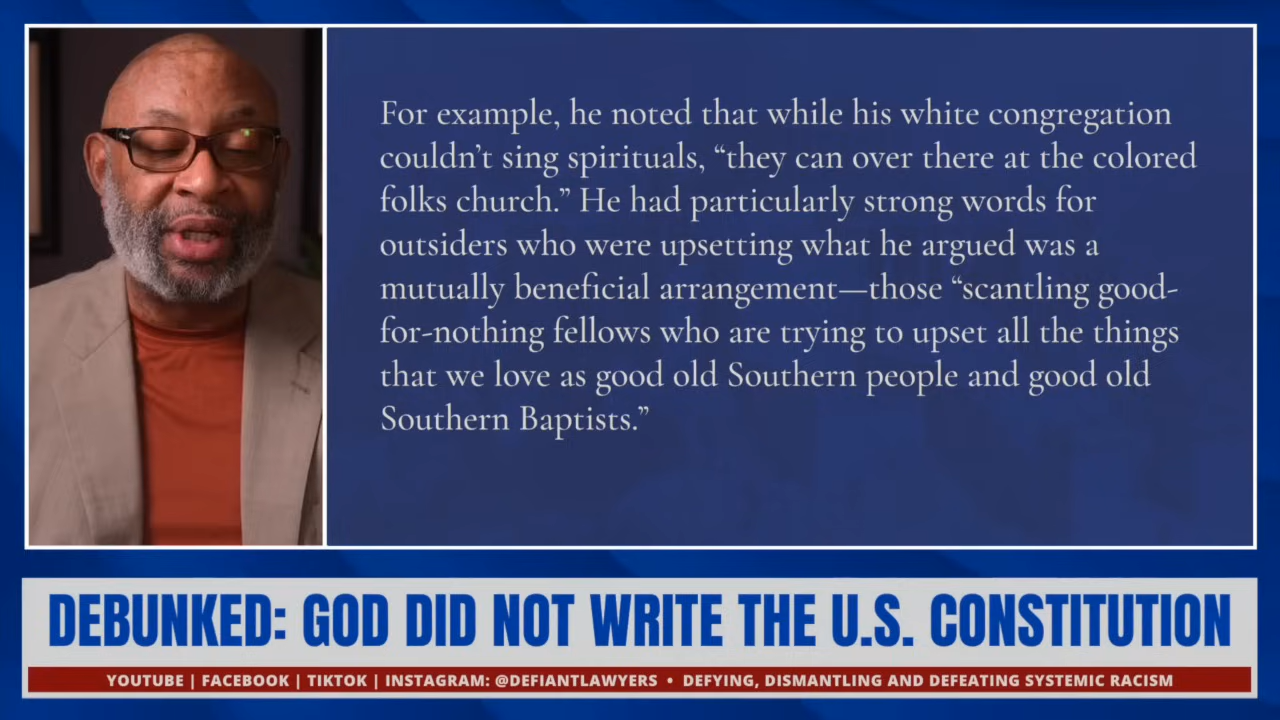 For example, he noted that while his white congregation
couldn’t sing spirituals, “they can over there at the colored
folks church.” He had particularly strong words for
outsiders who were upsetting what he argued was a
mutually beneficial arrangement—those “scantling good-
for-nothing fellows who are trying to upset all the things
that we love as good old Southern people and good old
Southern Baptists.”
DEBUNKED: GOD DID NOT WRITE THE U.S. CONSTITUTION
YOUTUBE | FACEBOOK | TIKTOK | INSTAGRAM: @DEFIANTLAWYERS • DEFYING, DISMANTLING AND DEFEATING SYSTEMIC RACISM